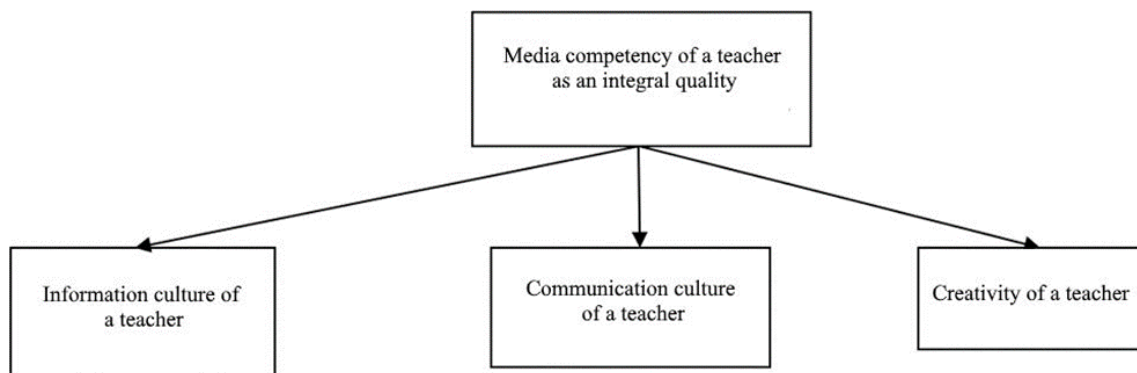 Media competency of a teacher
as an integral quality
Information culture of
a teacher
Communication culture
of a teacher
Creativity of a teacher